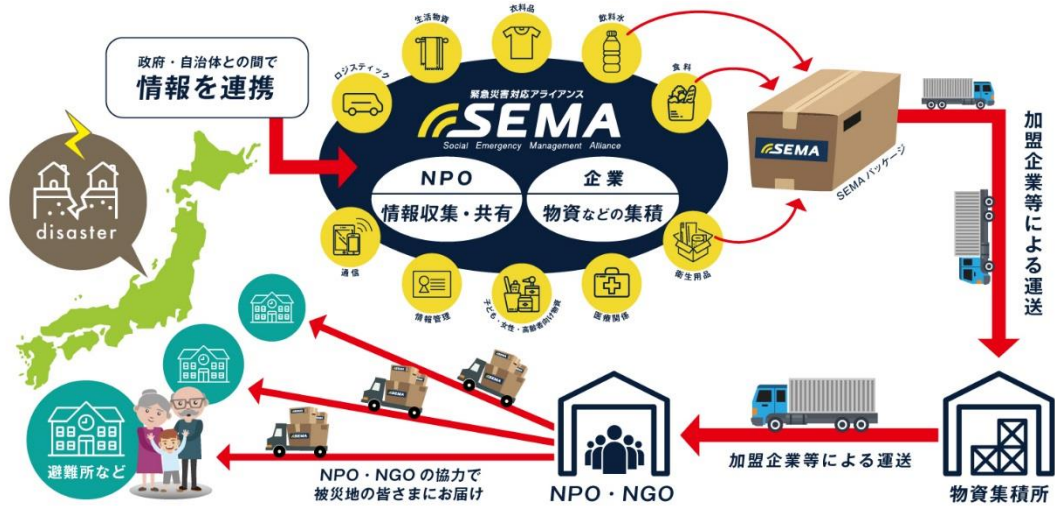 政府・自治体との間で
情報を連携
disaster
ロジスティック
生活物資
衣料品
飲料水
食料
緊急災害対応アライアンス
SEMA
Social Emergency Management Alliance
NPO
情報収集・共有
企業
物資などの集積
通信
情報管理
子ども・女性・高齢者向け物資
医療関係
衛生用品
SEMA
SEMAパッケージ
加盟企業等による運送
物資集積所
加盟企業等による運送
NPO・NGO
SEMA
SEMA
SEMA
NPO・NGOの協力で
被災地の皆さまにお届け
避難所など